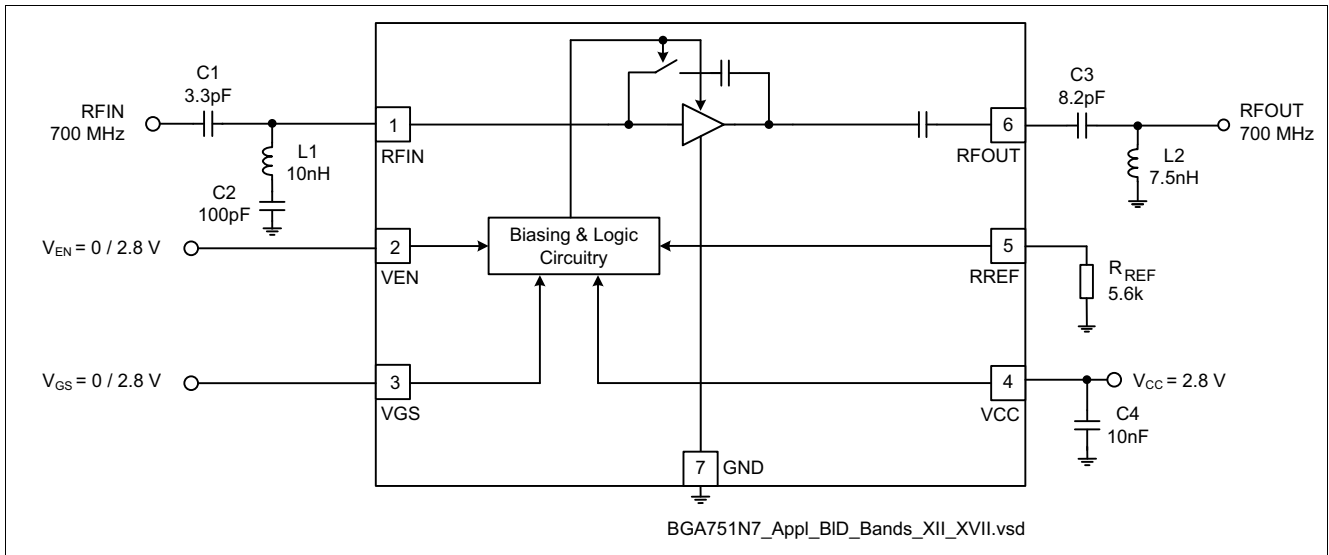 C1
3.3pF
RFIN
700 MHz
L1
10nH
C2
100pF
1
RFIN
6
RFOUT
C3
8.2pF
RFOUT
700 MHz
L2
7.5nH
VEN = 0 / 2.8 V
2
VEN
Biasing & Logic
Circuitry
5
RREF
RREF
5.6k
VGS = 0 / 2.8 V
3
VGS
4
VCC
VCC = 2.8 V
C4
10nF
7
GND
BGA751N7_Appl_BID_Bands_XII_XVII.vsd